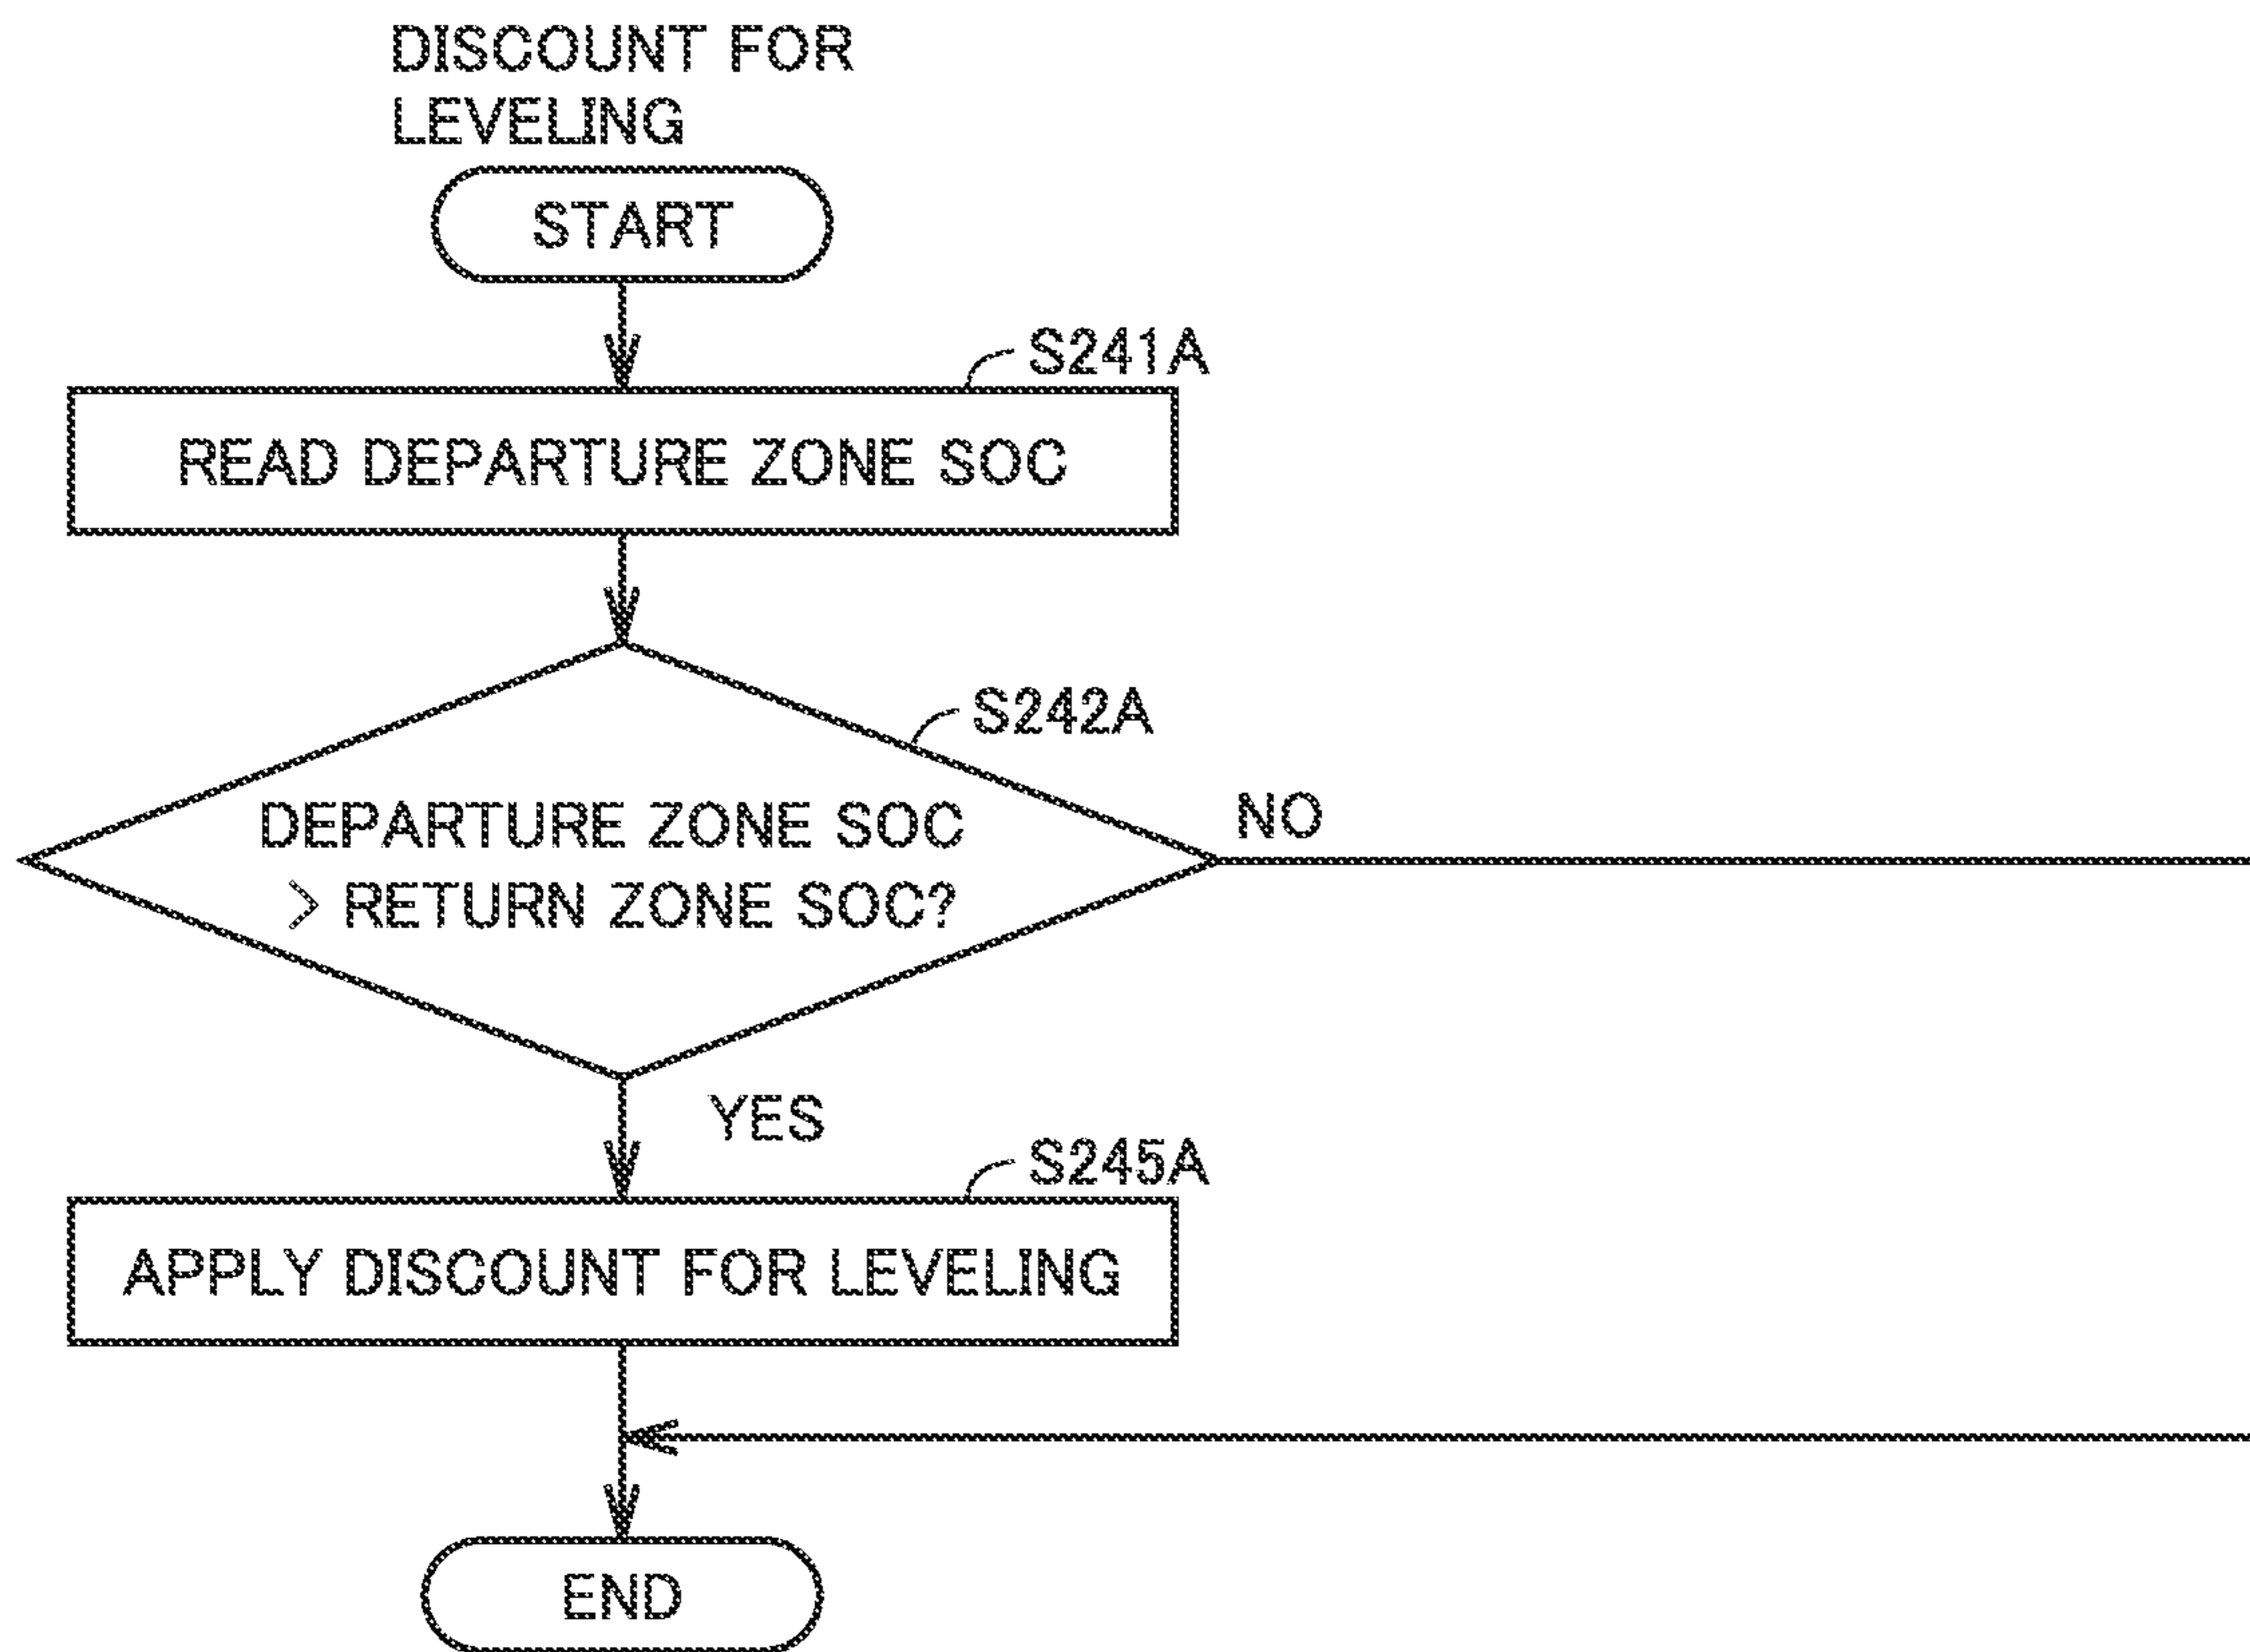 DISCOUNT FOR
LEVELING
START
S241A
READ DEPARTURE ZONE SOC
S242A
DEPARTURE ZONE SOC
> RETURN ZONE SOC?
NO
YES
S245A
APPLY DISCOUNT FOR LEVELING
END